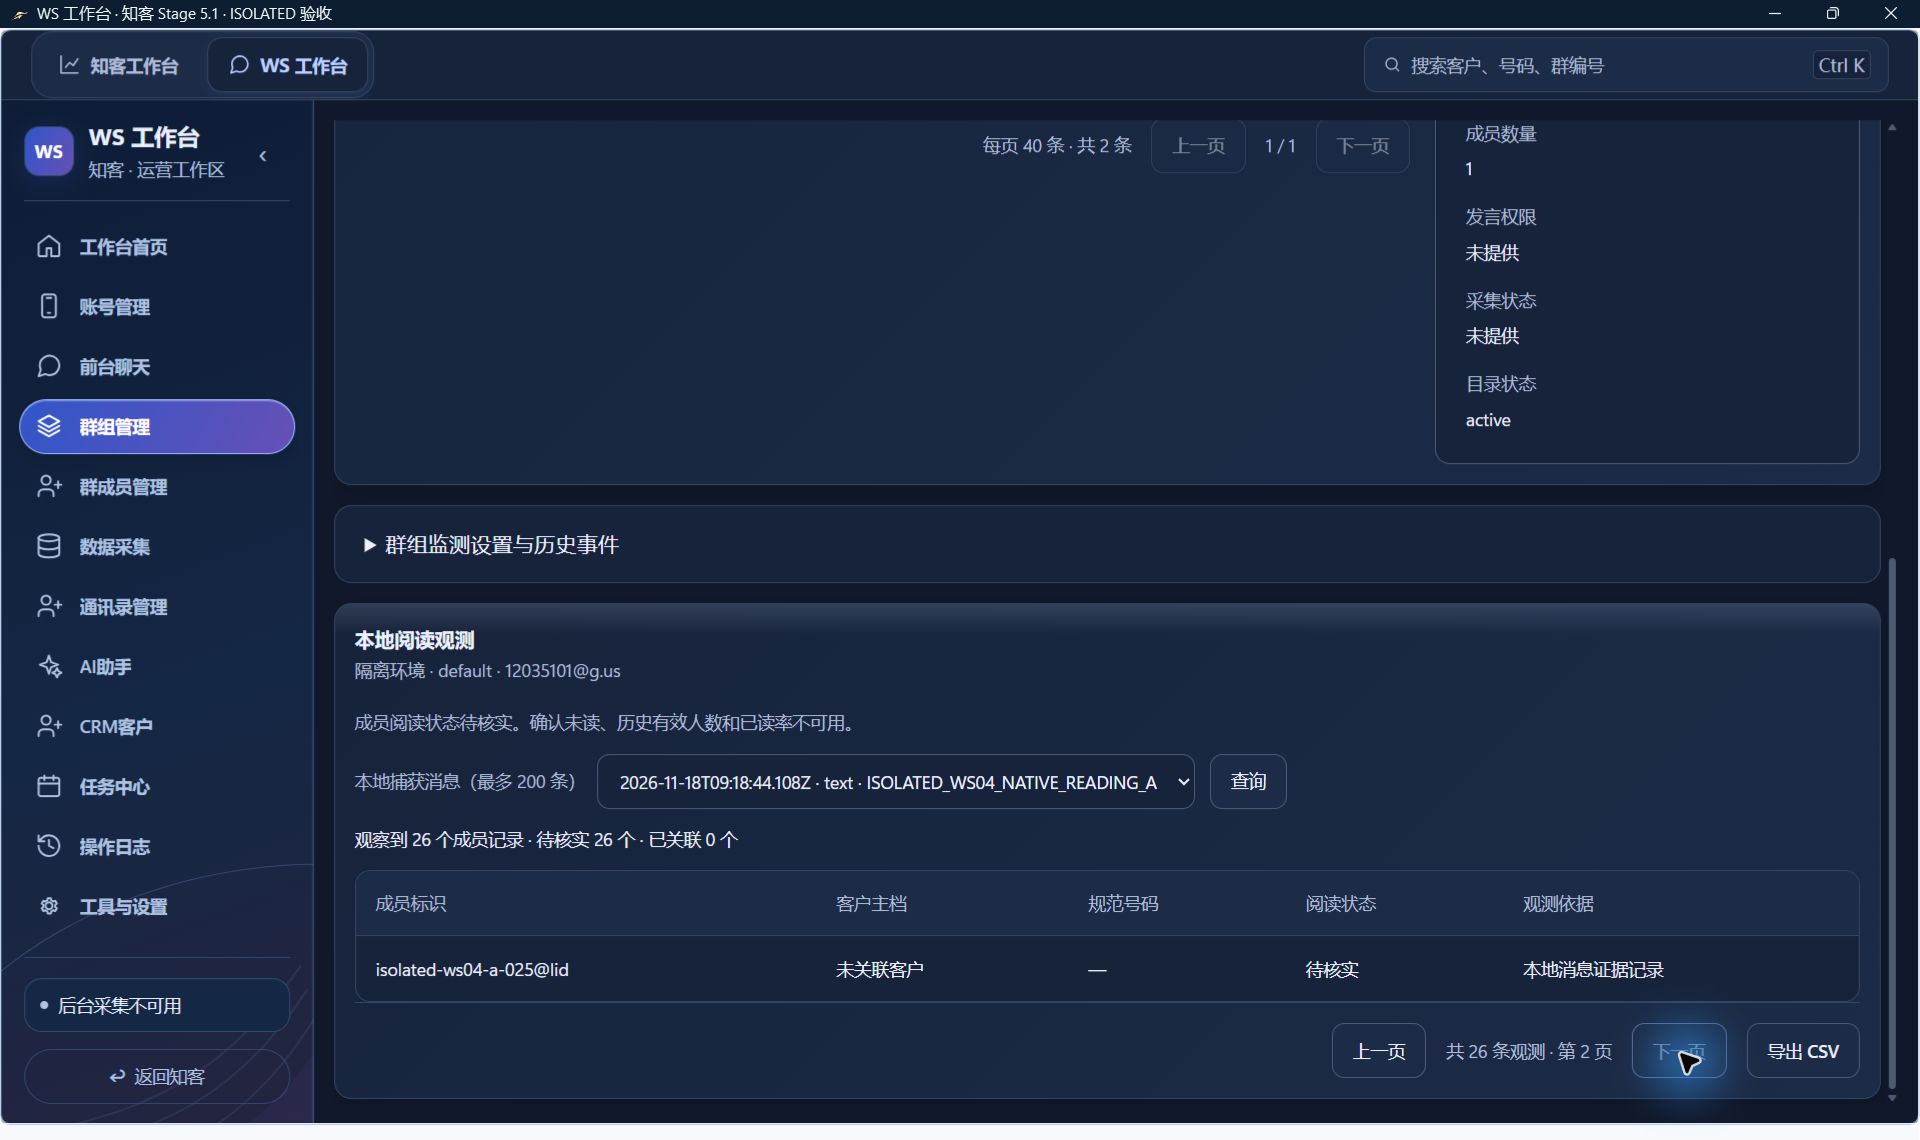 WS 工作台 · 知客 Stage 5.1 · ISOLATED 验收
知客工作台
WS 工作台
搜索客户、号码、群编号
Ctrl K
WS
WS 工作台
知客 · 运营工作区
工作台首页
账号管理
前台聊天
群组管理
群成员管理
数据采集
通讯录管理
AI助手
CRM客户
任务中心
操作日志
工具与设置
后台采集不可用
返回知客
每页 40 条 · 共 2 条
上一页
1 / 1
下一页
成员数量
1
发言权限
未提供
采集状态
未提供
目录状态
active
群组监测设置与历史事件
本地阅读观测
隔离环境 · default · 12035101@g.us
成员阅读状态待核实。确认未读、历史有效人数和已读率不可用。
本地捕获消息（最多 200 条）
2026-11-18T09:18:44.108Z · text · ISOLATED_WS04_NATIVE_READING_A
查询
观察到 26 个成员记录 · 待核实 26 个 · 已关联 0 个
成员标识 客户主档 规范号码 阅读状态 观测依据
isolated-ws04-a-025@lid 未关联客户 — 待核实 本地消息证据记录
上一页
共 26 条观测 · 第 2 页
下一页
导出 CSV